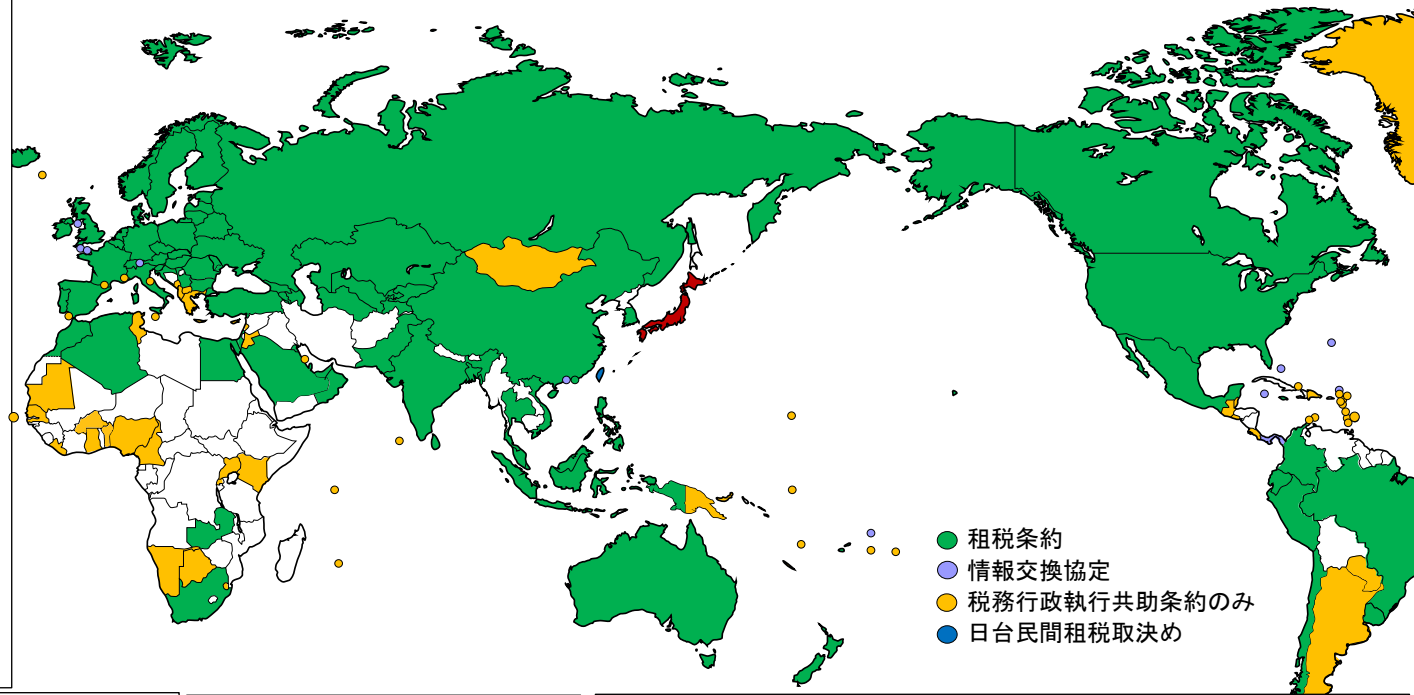 租税条約
情報交換協定
税務行政執行共助条約のみ
日台民間租税取決め